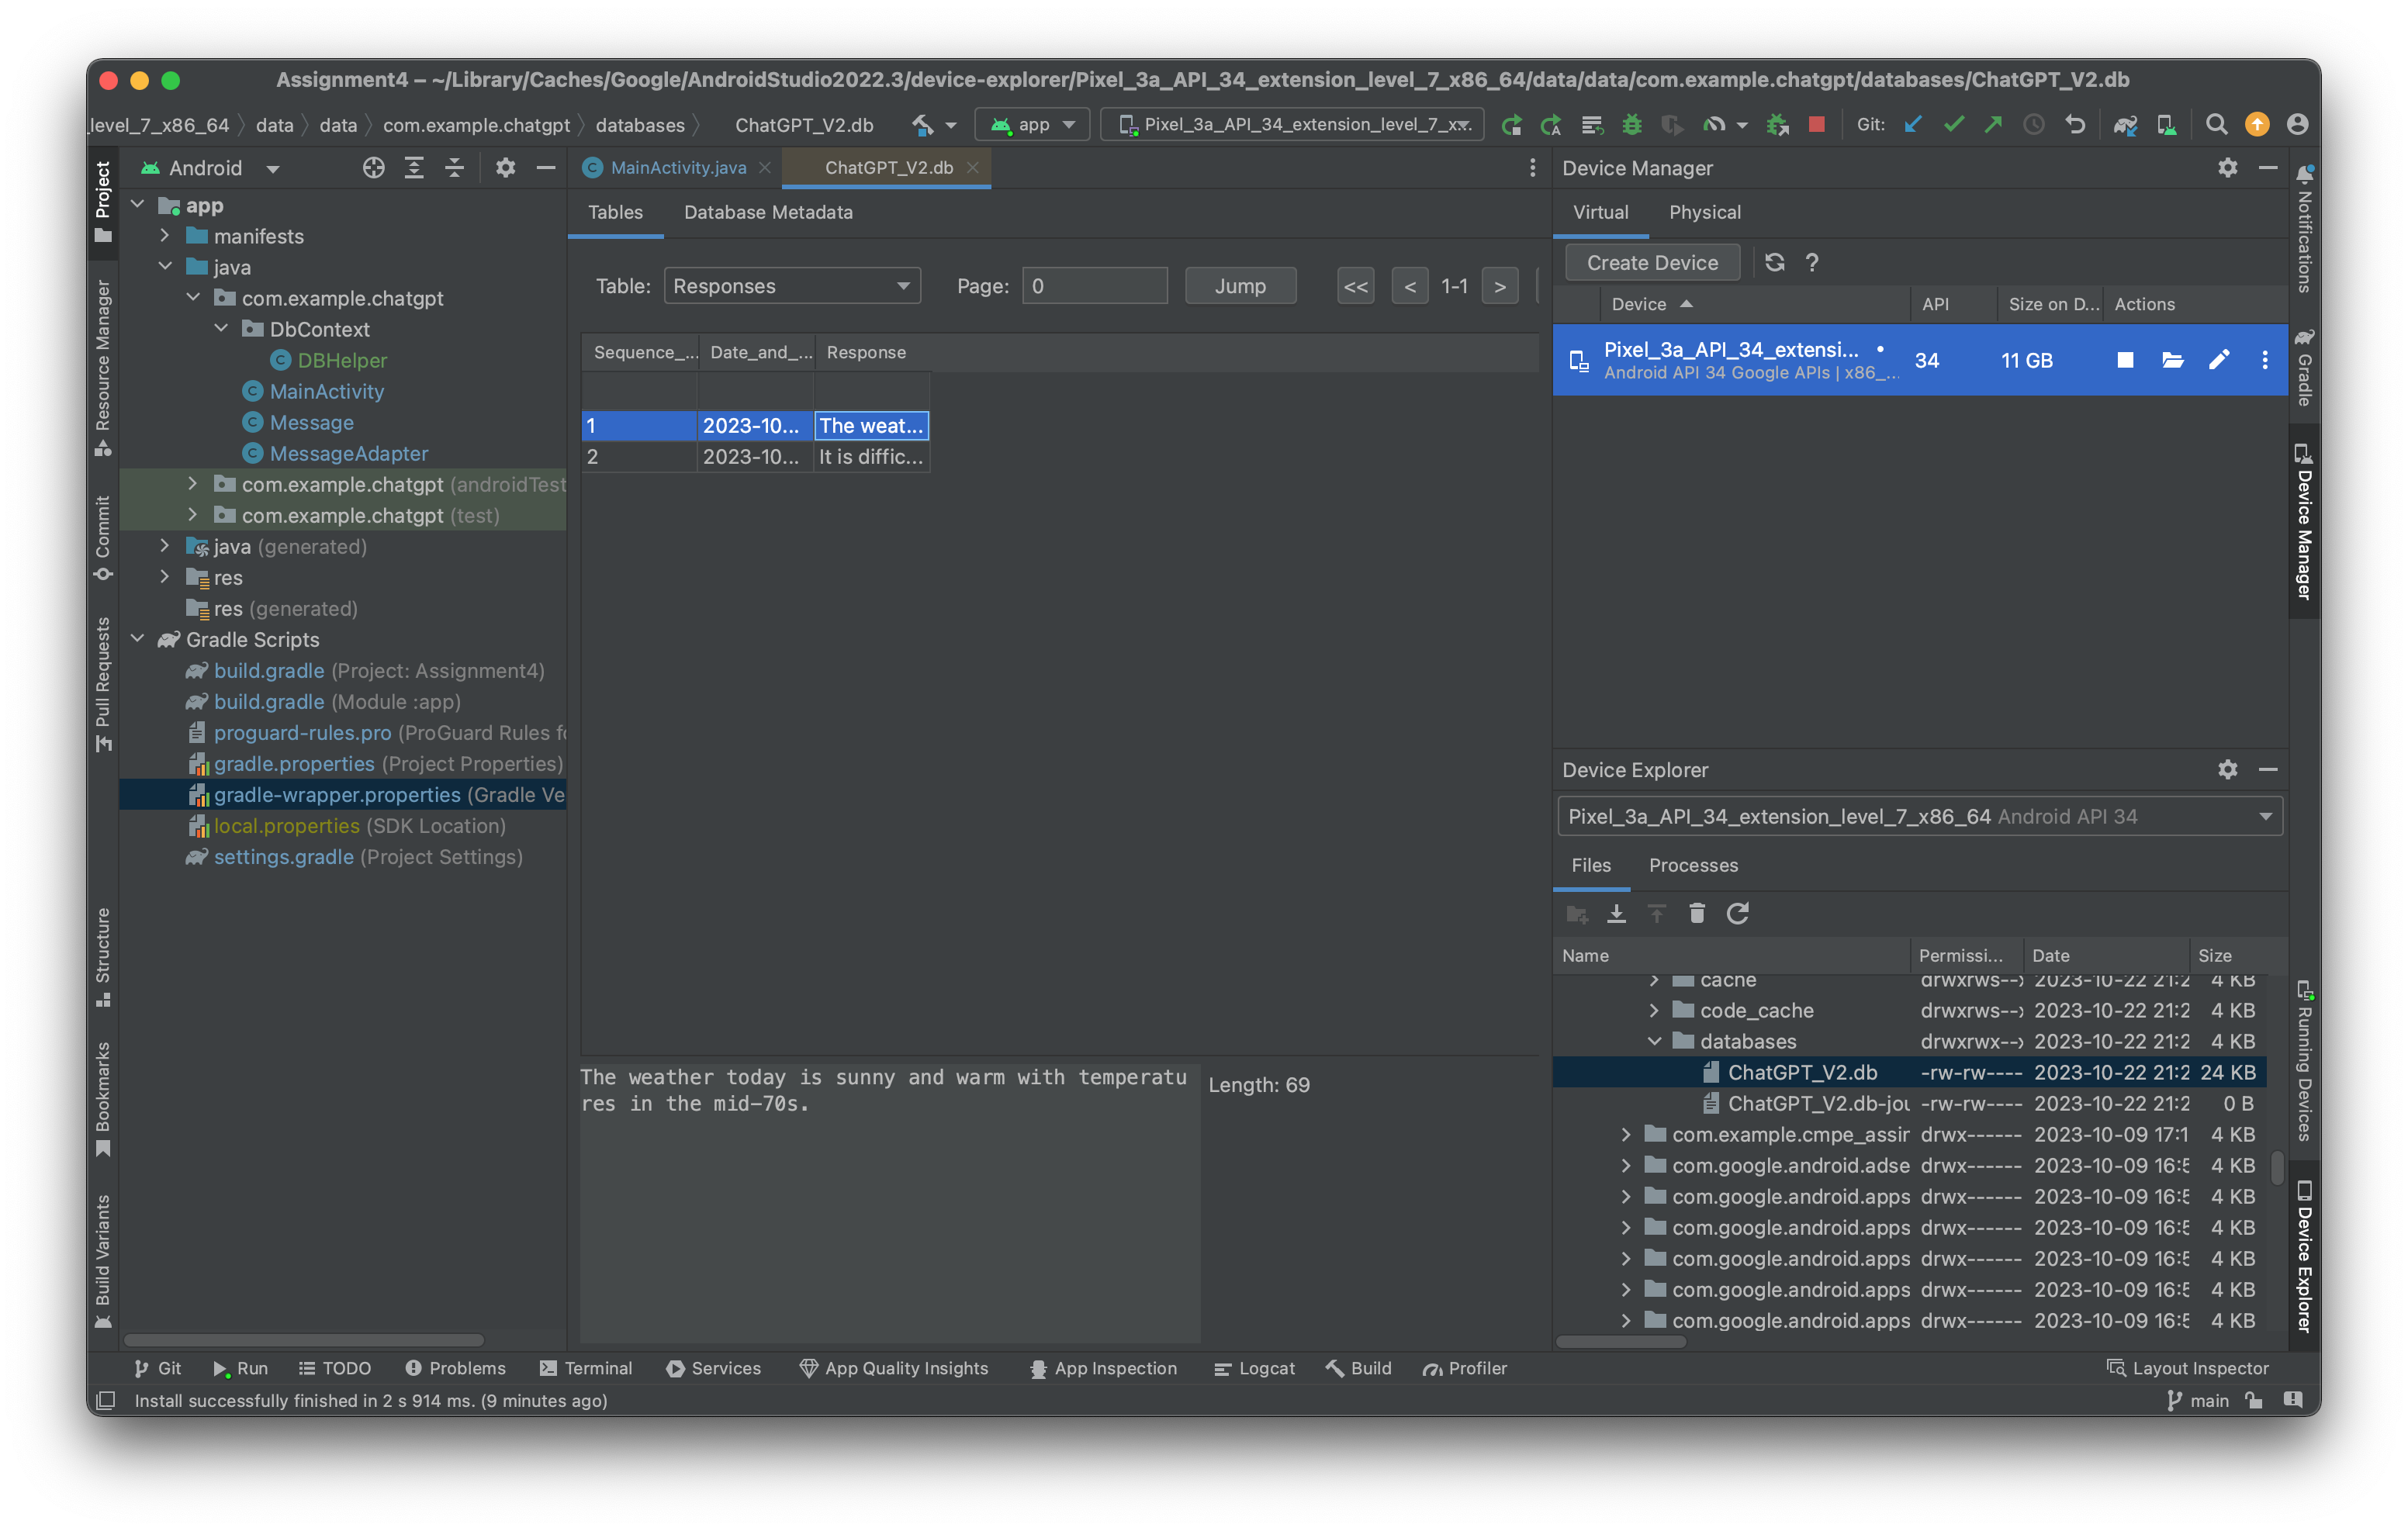 Assignment4 – ~/Library/Caches/Google/AndroidStudio2022.3/device-explorer/Pixel_3a_API_34_extension_level_7_x86_64/data/data/com.example.chatgpt/databases/ChatGPT_V2.db
level_7_x86_64 data data com.example.chatgpt databases ChatGPT_V2.db app Pixel_3a_API_34_extension_level_7_x... Git:
Project
Resource Manager
Commit
Pull Requests
Structure
Bookmarks
Build Variants
Android
app
manifests
java
com.example.chatgpt
DbContext
DBHelper
MainActivity
Message
MessageAdapter
com.example.chatgpt (androidTest
com.example.chatgpt (test)
java (generated)
res
res (generated)
Gradle Scripts
build.gradle (Project: Assignment4)
build.gradle (Module :app)
proguard-rules.pro (ProGuard Rules fo
gradle.properties (Project Properties)
gradle-wrapper.properties (Gradle Ve
local.properties (SDK Location)
settings.gradle (Project Settings)
MainActivity.java ChatGPT_V2.db
Tables Database Metadata
Table: Responses Page: 0 Jump << < 1-1 >
Sequence_... Date_and_... Response
1 2023-10... The weat...
2 2023-10... It is diffic...
The weather today is sunny and warm with temperatu
res in the mid-70s.
Length: 69
Device Manager
Virtual Physical
Create Device ?
Device API Size on D... Actions
Pixel_3a_API_34_extensi... • 34 11 GB
Android API 34 Google APIs | x86_...
Device Explorer
Pixel_3a_API_34_extension_level_7_x86_64 Android API 34
Files Processes
Name Permissi... Date Size
cache drwxrws--x 2023-10-22 21:2 4 KB
code_cache drwxrws--x 2023-10-22 21:2 4 KB
databases drwxrwx--x 2023-10-22 21:2 4 KB
ChatGPT_V2.db -rw-rw---- 2023-10-22 21:2 24 KB
ChatGPT_V2.db-jou -rw-rw---- 2023-10-22 21:2 0 B
com.example.cmpe_assir drwx------ 2023-10-09 17:1 4 KB
com.google.android.adse drwx------ 2023-10-09 16:5 4 KB
com.google.android.apps drwx------ 2023-10-09 16:5 4 KB
com.google.android.apps drwx------ 2023-10-09 16:5 4 KB
com.google.android.apps drwx------ 2023-10-09 16:5 4 KB
com.google.android.apps drwx------ 2023-10-09 16:5 4 KB
com.google.android.apps drwx------ 2023-10-09 16:5 4 KB
Notifications
Gradle
Device Manager
Running Devices
Device Explorer
Git Run TODO Problems Terminal Services App Quality Insights App Inspection Logcat Build Profiler Layout Inspector
Install successfully finished in 2 s 914 ms. (9 minutes ago) main